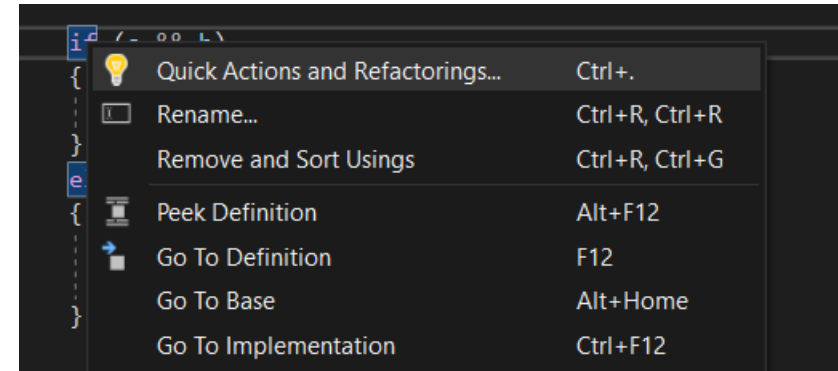 if
{
Quick Actions and Refactorings... Ctrl+.
Rename... Ctrl+R, Ctrl+R
}
Remove and Sort Usings Ctrl+R, Ctrl+G
{
Peek Definition Alt+F12
Go To Definition F12
Go To Base Alt+Home
}
Go To Implementation Ctrl+F12